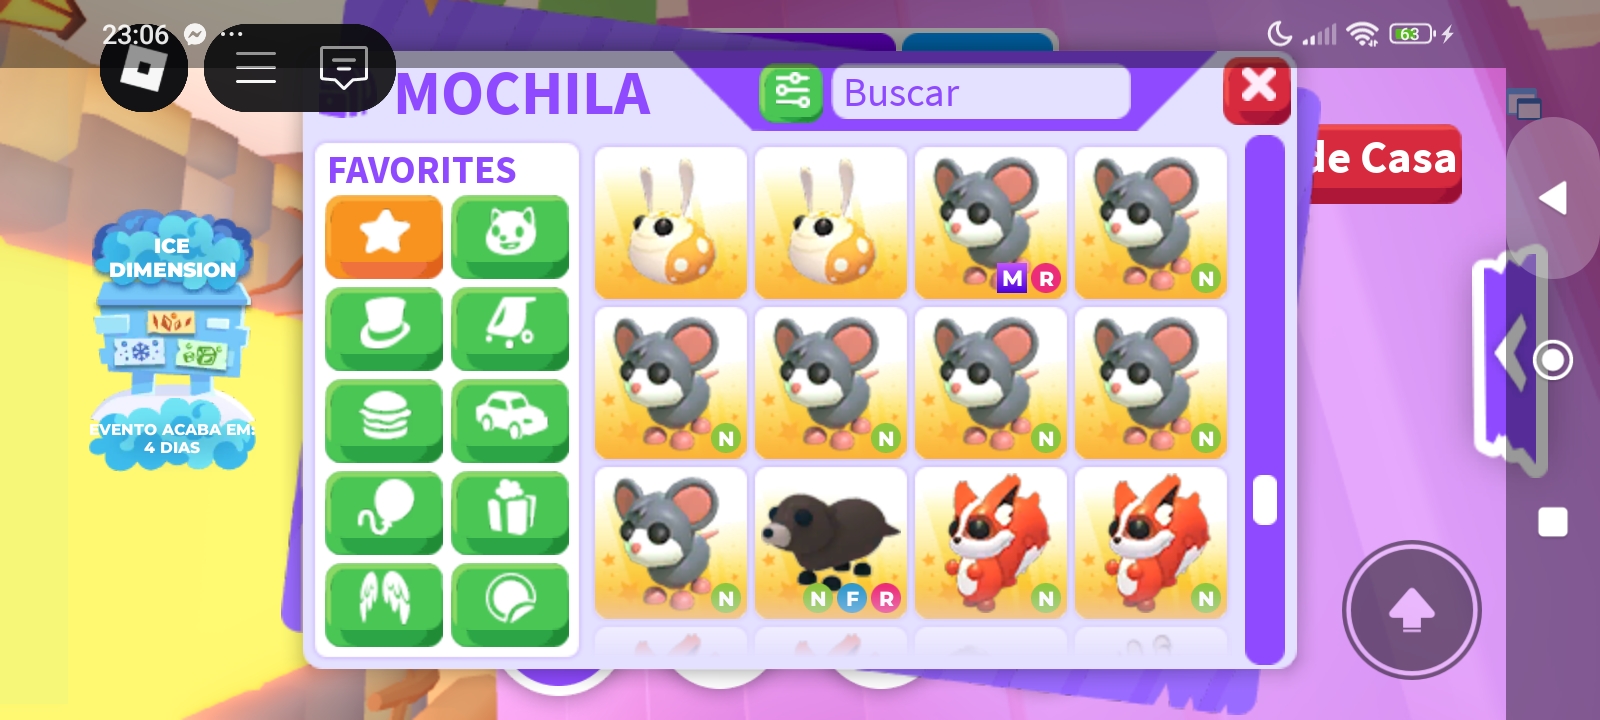 23:06
63
MOCHILA
Buscar
FAVORITES
de Casa
ICE
DIMENSION
EVENTO ACABA EM:
4 DIAS
M R
N
N
N
N
N
N
N F R
N
N